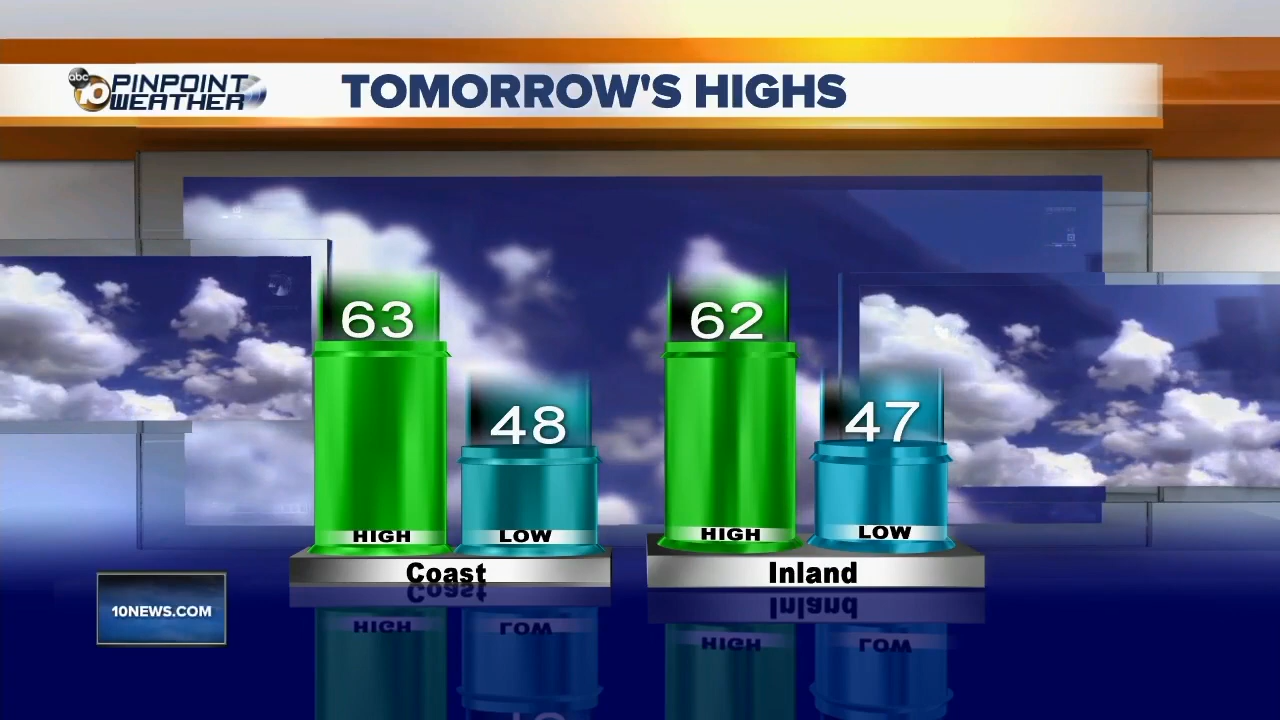 abc
10
PINPOINT
WEATHER
TOMORROW'S HIGHS
63
48
62
47
HIGH
LOW
HIGH
LOW
Coast
Inland
10NEWS.COM